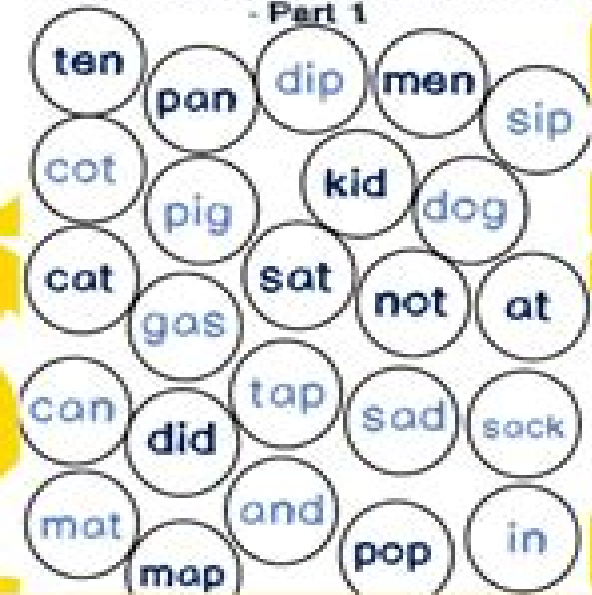 - Part 1
ten
pan
dip
men
sip
cot
pig
kid
dog
cat
gas
sat
not
at
can
did
tap
sad
sack
mat
map
and
pop
in